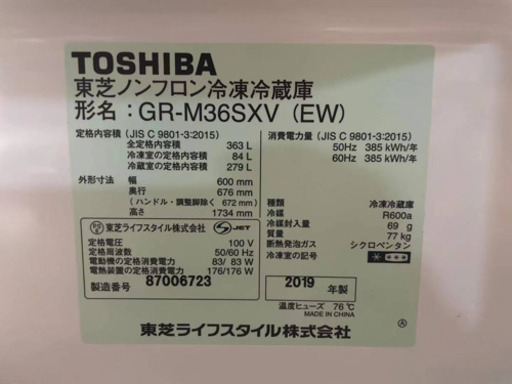 TOSHIBA
東芝ノンフロン冷凍冷蔵庫
形名：GR-M36SXV (EW)
定格内容積 (JIS C 9801-3:2015)
全定格内容積 363 L
冷凍室の定格内容積 84 L
冷蔵室の定格内容積 279 L
外形寸法 幅 600 mm
奥行 676 mm
(ハンドル・調整脚除く 672 mm)
高さ 1734 mm
消費電力量 (JIS C 9801-3:2015)
50Hz 385 kWh/年
60Hz 385 kWh/年
種類 冷凍冷蔵庫
冷媒 R600a
冷媒封入量 69 g
質量 77 kg
断熱発泡ガス シクロペンタン
冷凍室の記号
東芝ライフスタイル株式会社 JET
定格電圧 100 V
定格周波数 50/60 Hz
電動機の定格消費電力 83/ 83 W
電熱装置の定格消費電力 176/176 W
製造番号 87006723
2019 年製
温度ヒューズ 76℃
MADE IN CHINA
東芝ライフスタイル株式会社